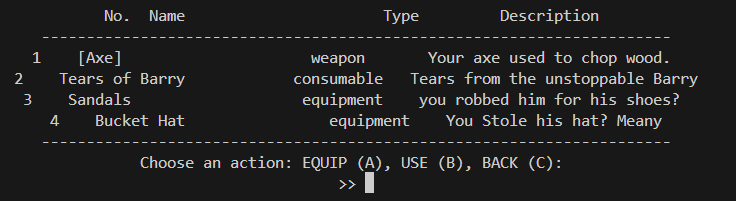 No. Name Type Description
----------------------------------------------------------------------
1 [Axe] weapon Your axe used to chop wood.
2 Tears of Barry consumable Tears from the unstoppable Barry
3 Sandals equipment you robbed him for his shoes?
4 Bucket Hat equipment You Stole his hat? Meany
----------------------------------------------------------------------
Choose an action: EQUIP (A), USE (B), BACK (C):
>>